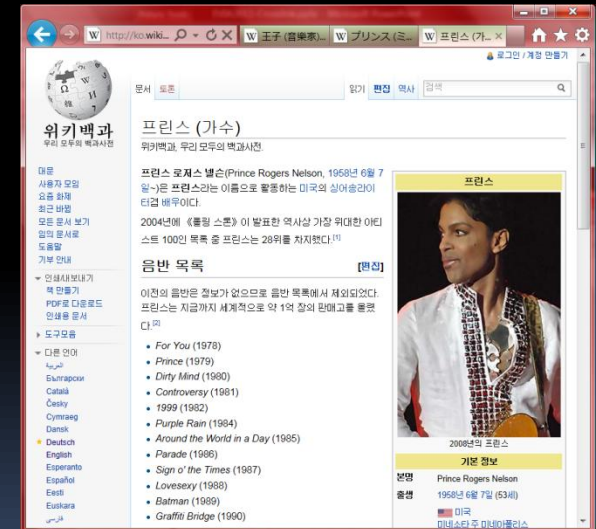 http://ko.wiki...
王子 (音楽家)...
プリンス (ミ...
프린스 (가...
로그인 / 계정 만들기
위키백과
우리 모두의 백과사전
문서 토론
읽기 편집 역사
검색
프린스 (가수)
위키백과, 우리 모두의 백과사전.
프린스 로저스 넬슨(Prince Rogers Nelson, 1958년 6월 7
일~)은 프린스라는 이름으로 활동하는 미국의 싱어송라이
터겸 배우이다.
2004년에 《롤링 스톤》이 발표한 역사상 가장 위대한 아티
스트 100인 목록 중 프린스는 28위를 차지했다.[1]
음반 목록 [편집]
이전의 음반은 정보가 없으므로 음반 목록에서 제외되었다.
프린스는 지금까지 세계적으로 약 1억 장의 판매고를 올렸
다.[2]
For You (1978)
Prince (1979)
Dirty Mind (1980)
Controversy (1981)
1999 (1982)
Purple Rain (1984)
Around the World in a Day (1985)
Parade (1986)
Sign o' the Times (1987)
Lovesexy (1988)
Batman (1989)
Graffiti Bridge (1990)
대문
사용자 모임
요즘 화제
최근 바뀜
모든 문서 보기
임의 문서로
도움말
기부 안내
인쇄/내보내기
책 만들기
PDF로 다운로드
인쇄용 문서
도구모음
다른 언어
العربية
Български
Català
Česky
Cymraeg
Dansk
Deutsch
English
Esperanto
Español
Eesti
Euskara
فارسی
프린스
2008년의 프린스
기본 정보
본명 Prince Rogers Nelson
출생 1958년 6월 7일 (53세)
미국
미네소타 주 미니애폴리스